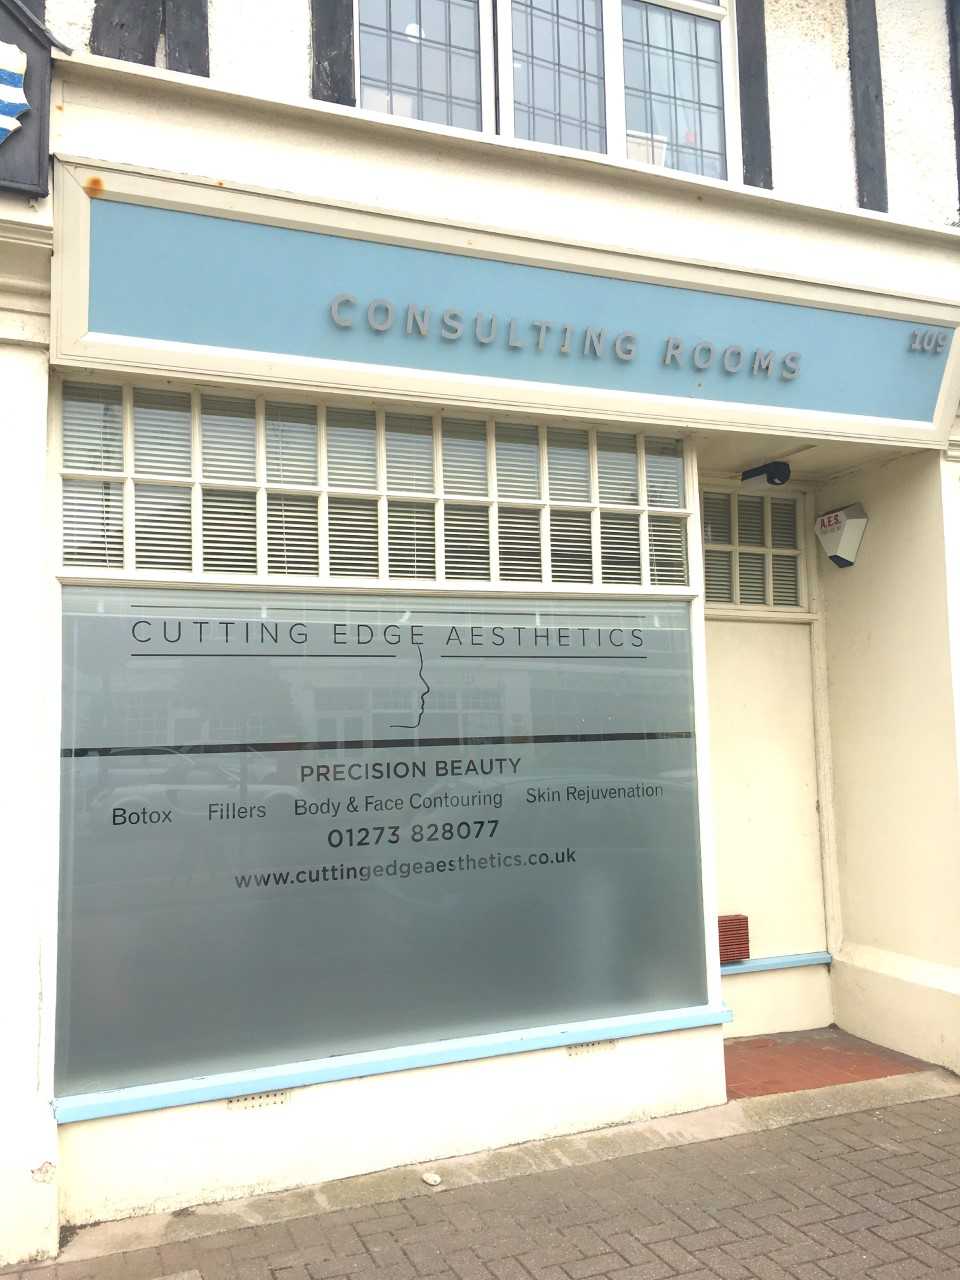 CONSULTING ROOMS 109
A.E.S.
CUTTING EDGE AESTHETICS
PRECISION BEAUTY
Botox Fillers Body & Face Contouring Skin Rejuvenation
01273 828077
www.cuttingedgeaesthetics.co.uk